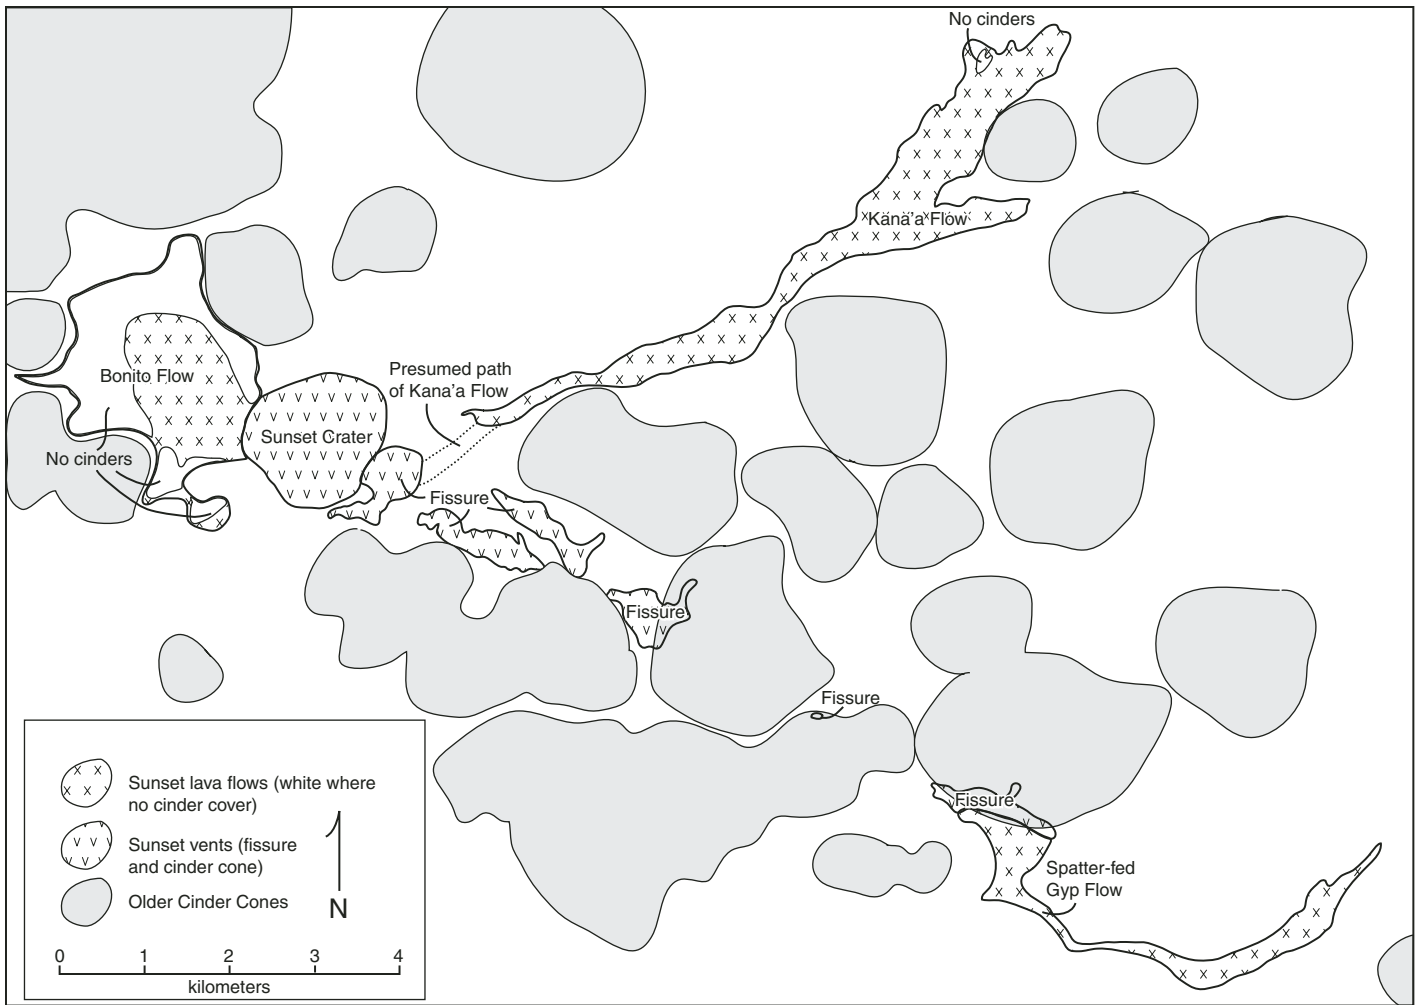 No cinders
Kana'a Flow
Presumed path
of Kana'a Flow
Bonito Flow
Sunset Crater
No cinders
Fissure
Fissure
Fissure
Fissure
Spatter-fed
Gyp Flow
Sunset lava flows (white where
no cinder cover)
Sunset vents (fissure
and cinder cone)
Older Cinder Cones
N
0 1 2 3 4
kilometers